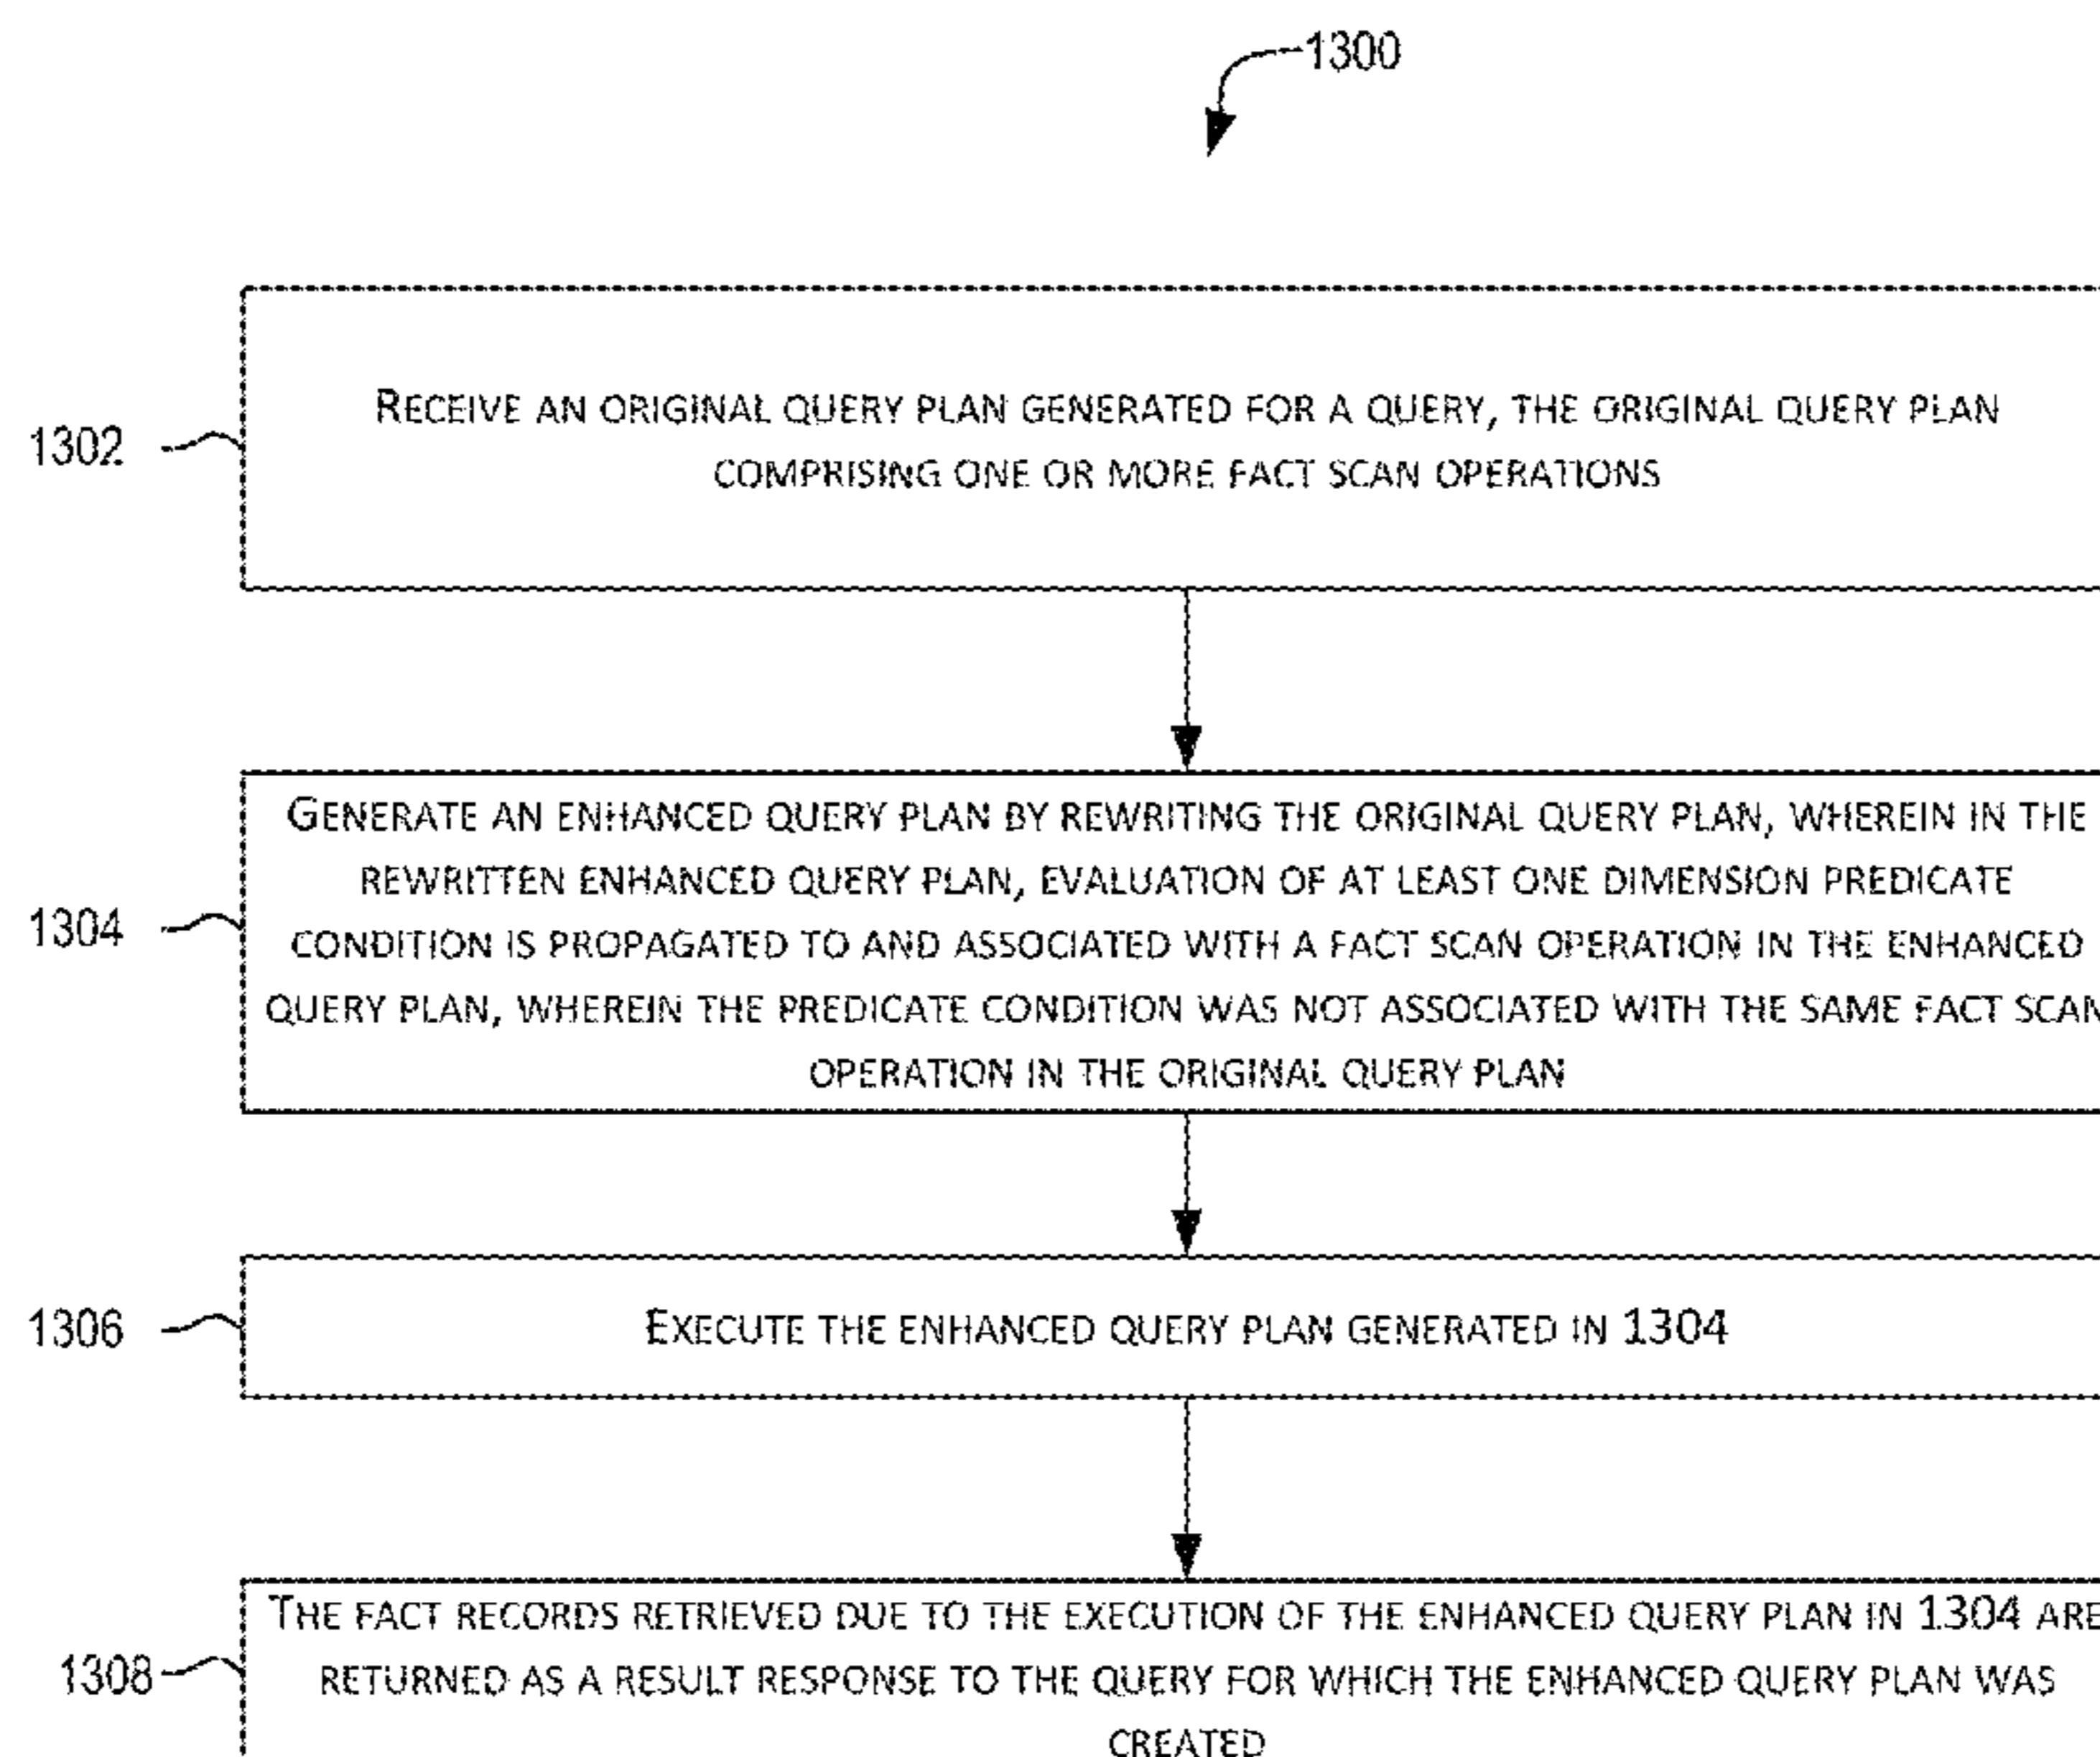 1300
1302
RECEIVE AN ORIGINAL QUERY PLAN GENERATED FOR A QUERY, THE ORIGINAL QUERY PLAN
COMPRISING ONE OR MORE FACT SCAN OPERATIONS
1304
GENERATE AN ENHANCED QUERY PLAN BY REWRITING THE ORIGINAL QUERY PLAN, WHEREIN IN THE
REWRITTEN ENHANCED QUERY PLAN, EVALUATION OF AT LEAST ONE DIMENSION PREDICATE
CONDITION IS PROPAGATED TO AND ASSOCIATED WITH A FACT SCAN OPERATION IN THE ENHANCED
QUERY PLAN, WHEREIN THE PREDICATE CONDITION WAS NOT ASSOCIATED WITH THE SAME FACT SCAN
OPERATION IN THE ORIGINAL QUERY PLAN
1306
EXECUTE THE ENHANCED QUERY PLAN GENERATED IN 1304
1308
THE FACT RECORDS RETRIEVED DUE TO THE EXECUTION OF THE ENHANCED QUERY PLAN IN 1304 ARE
RETURNED AS A RESULT RESPONSE TO THE QUERY FOR WHICH THE ENHANCED QUERY PLAN WAS
CREATED